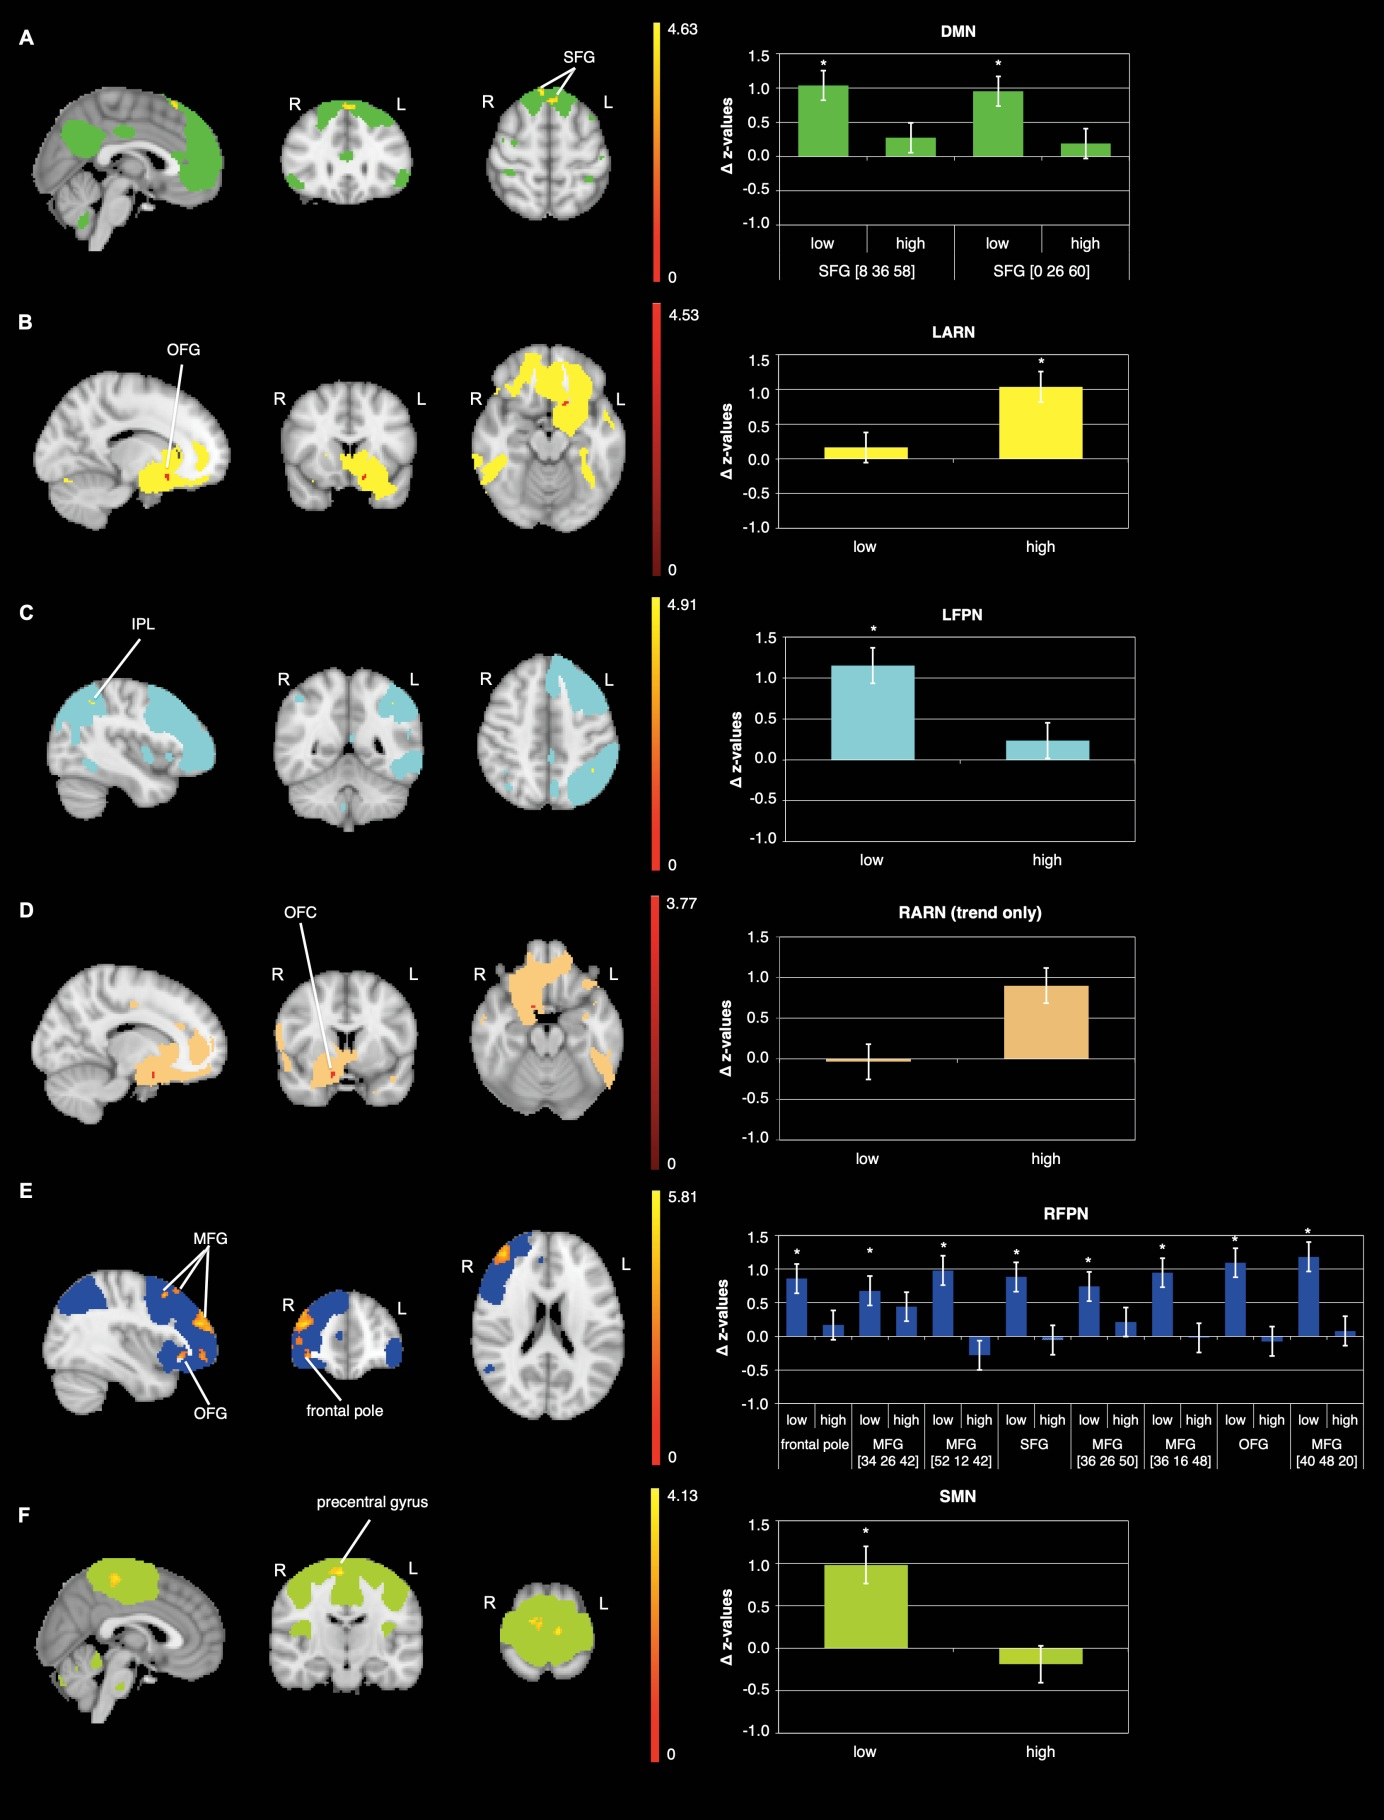 A
SFG
R L
R L
4.63
0
DMN
Δ z-values
1.5
1.0
0.5
0.0
-0.5
-1.0
* *
low high low high
SFG [8 36 58] SFG [0 26 60]
B
OFG
R L
R L
4.53
0
LARN
Δ z-values
1.5
1.0
0.5
0.0
-0.5
-1.0
*
low high
C
IPL
R L
R L
4.91
0
LFPN
Δ z-values
1.5
1.0
0.5
0.0
-0.5
-1.0
*
low high
D
OFC
R L
R L
3.77
0
RARN (trend only)
Δ z-values
1.5
1.0
0.5
0.0
-0.5
-1.0
low high
E
MFG
OFG
R L
frontal pole
R L
5.81
0
RFPN
Δ z-values
1.5
1.0
0.5
0.0
-0.5
-1.0
* * * * * * * *
low high low high low high low high low high low high low high low high
frontal pole MFG MFG SFG MFG MFG OFG MFG
[34 26 42] [52 12 42] [36 26 50] [36 16 48] [40 48 20]
F
precentral gyrus
R L
R L
4.13
0
SMN
Δ z-values
1.5
1.0
0.5
0.0
-0.5
-1.0
*
low high